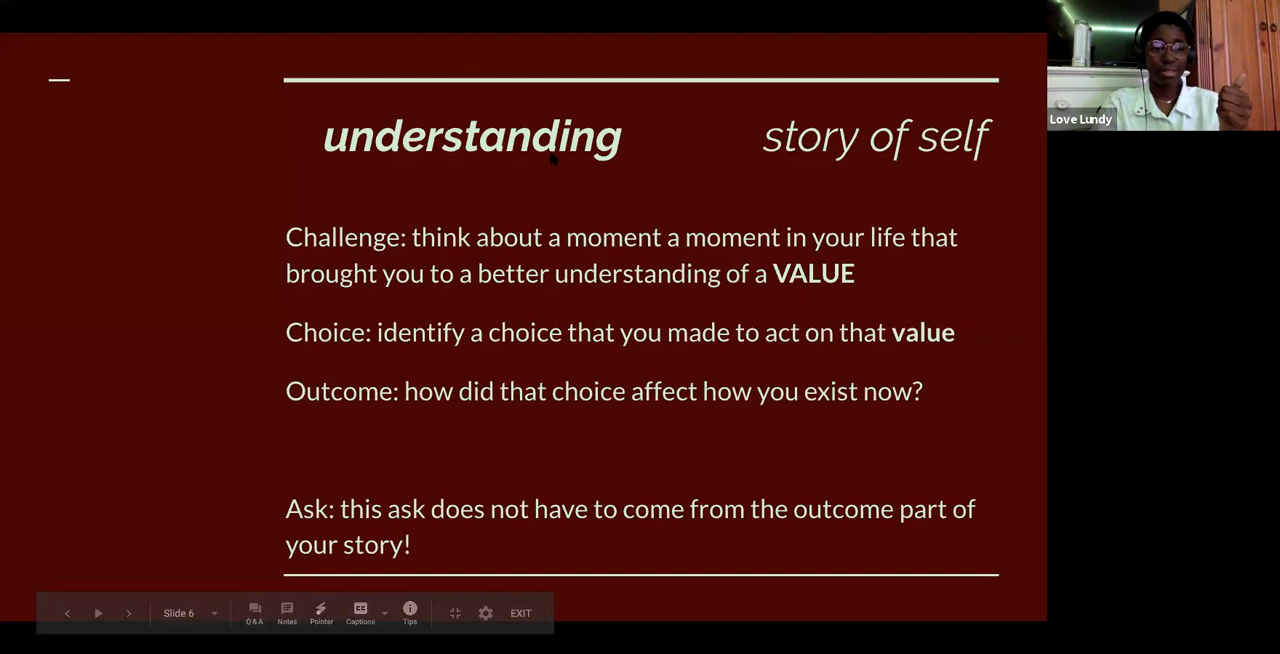 understanding story of self
Challenge: think about a moment a moment in your life that
brought you to a better understanding of a VALUE
Choice: identify a choice that you made to act on that value
Outcome: how did that choice affect how you exist now?
Ask: this ask does not have to come from the outcome part of
your story!
Love Lundy
Slide 6
Q&A Notes Pointer Captions Tips
EXIT
CC